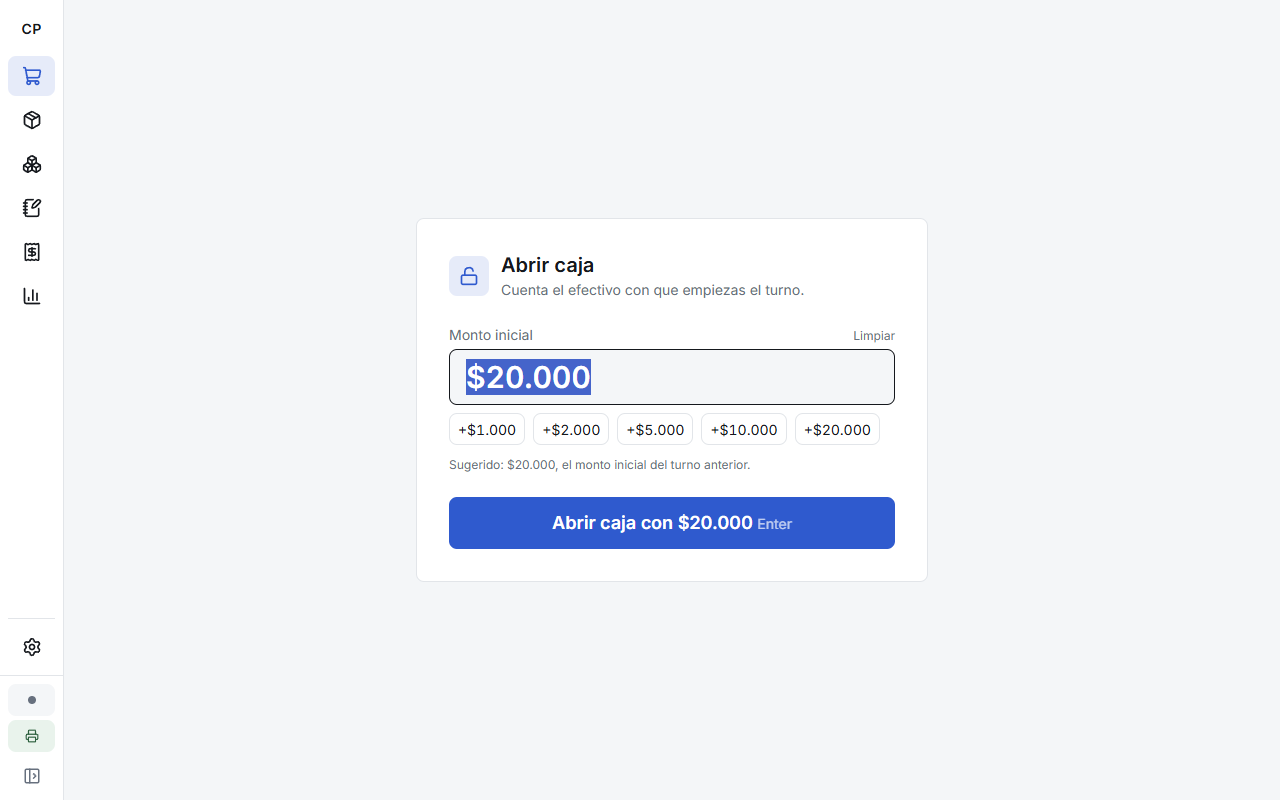 CP
Abrir caja
Cuenta el efectivo con que empiezas el turno.
Monto inicial Limpiar
$20.000
+$1.000 +$2.000 +$5.000 +$10.000 +$20.000
Sugerido: $20.000, el monto inicial del turno anterior.
Abrir caja con $20.000 Enter